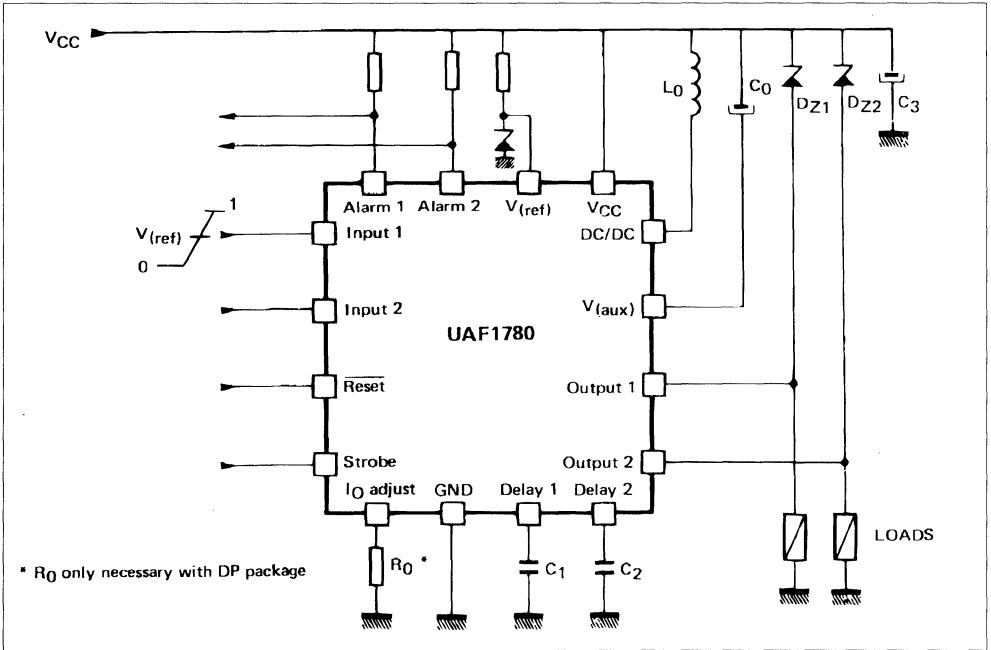 VCC
L0
C0
DZ1
DZ2
C3
Alarm 1
Alarm 2
V(ref)
VCC
DC/DC
V(ref)
1
0
Input 1
Input 2
V(aux)
UAF1780
Reset
Output 1
Strobe
Output 2
IO adjust
GND
Delay 1
Delay 2
R0 *
C1
C2
LOADS
* R0 only necessary with DP package